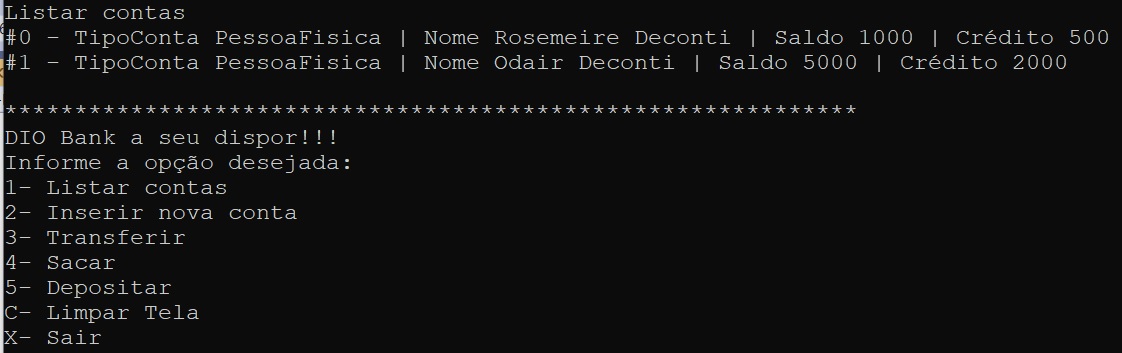 Listar contas
#0 - TipoConta PessoaFisica | Nome Rosemeire Deconti | Saldo 1000 | Crédito 500
#1 - TipoConta PessoaFisica | Nome Odair Deconti | Saldo 5000 | Crédito 2000
*************************************************************
DIO Bank a seu dispor!!!
Informe a opção desejada:
1- Listar contas
2- Inserir nova conta
3- Transferir
4- Sacar
5- Depositar
C- Limpar Tela
X- Sair